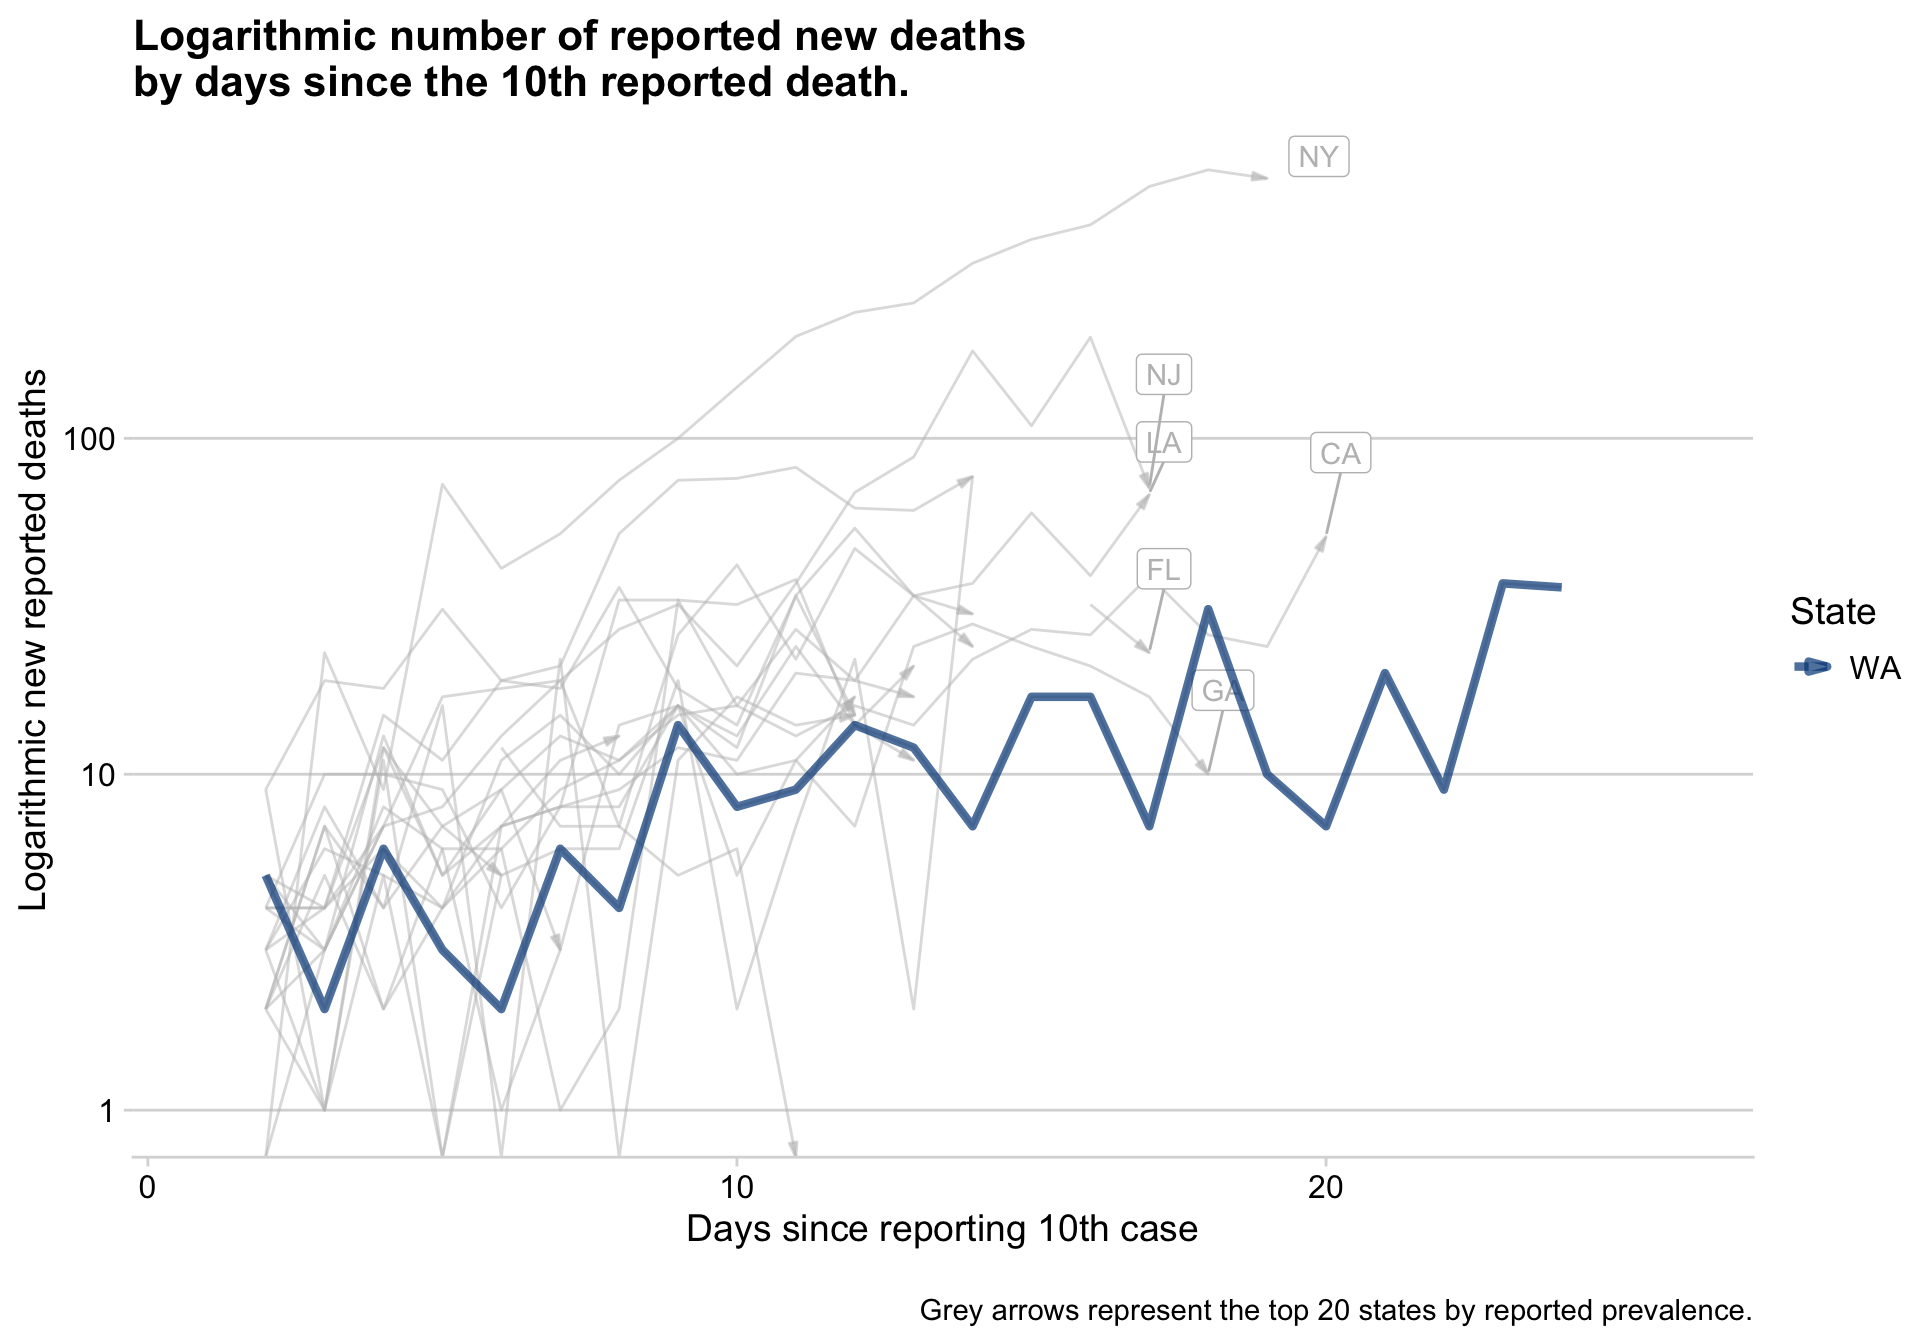 Logarithmic number of reported new deaths
by days since the 10th reported death.
NY
NJ
LA
CA
FL
GA
Logarithmic new reported deaths
100
10
1
0
10
20
Days since reporting 10th case
State
WA
Grey arrows represent the top 20 states by reported prevalence.